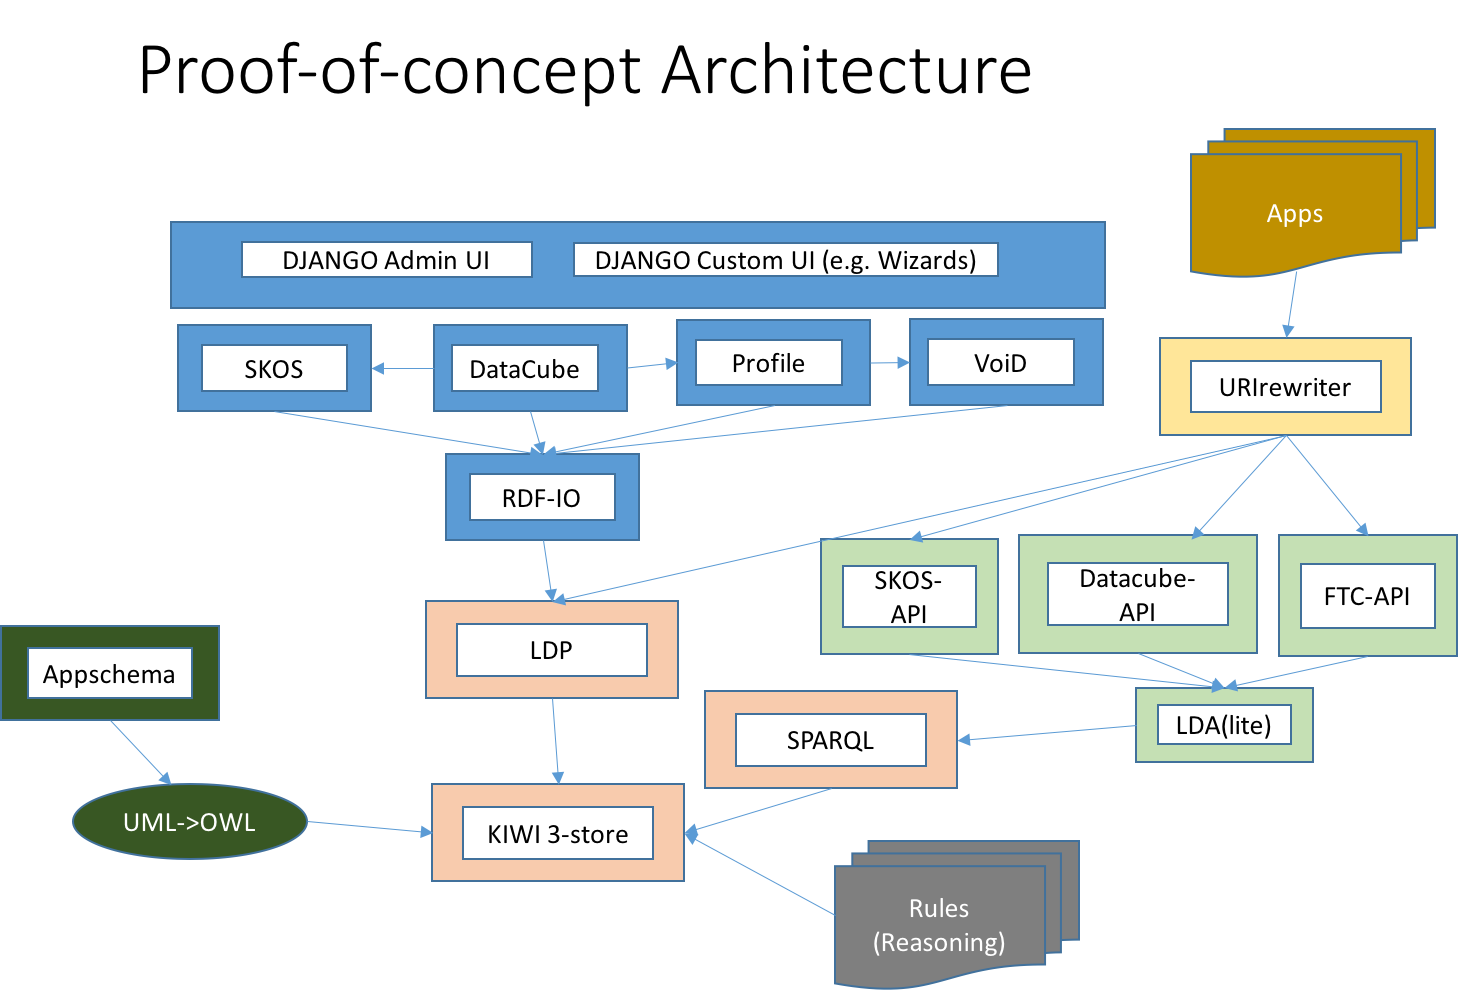 Proof-of-concept Architecture
Apps
DJANGO Admin UI
DJANGO Custom UI (e.g. Wizards)
SKOS
DataCube
Profile
VoiD
URIrewriter
RDF-IO
SKOS-
API
Datacube-
API
FTC-API
LDP
Appschema
LDA(lite)
SPARQL
UML->OWL
KIWI 3-store
Rules
(Reasoning)